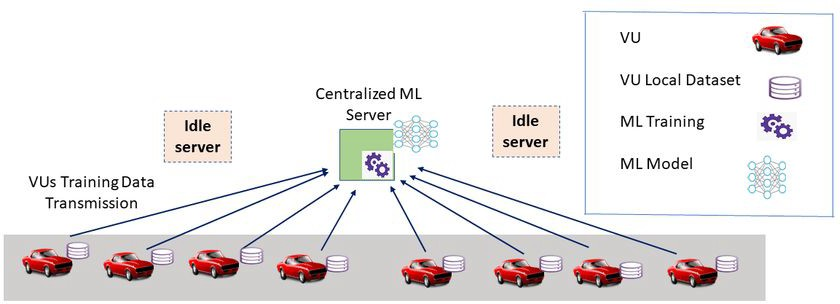 Centralized ML
Server
Idle
server
Idle
server
VUs Training Data
Transmission
VU
VU Local Dataset
ML Training
ML Model